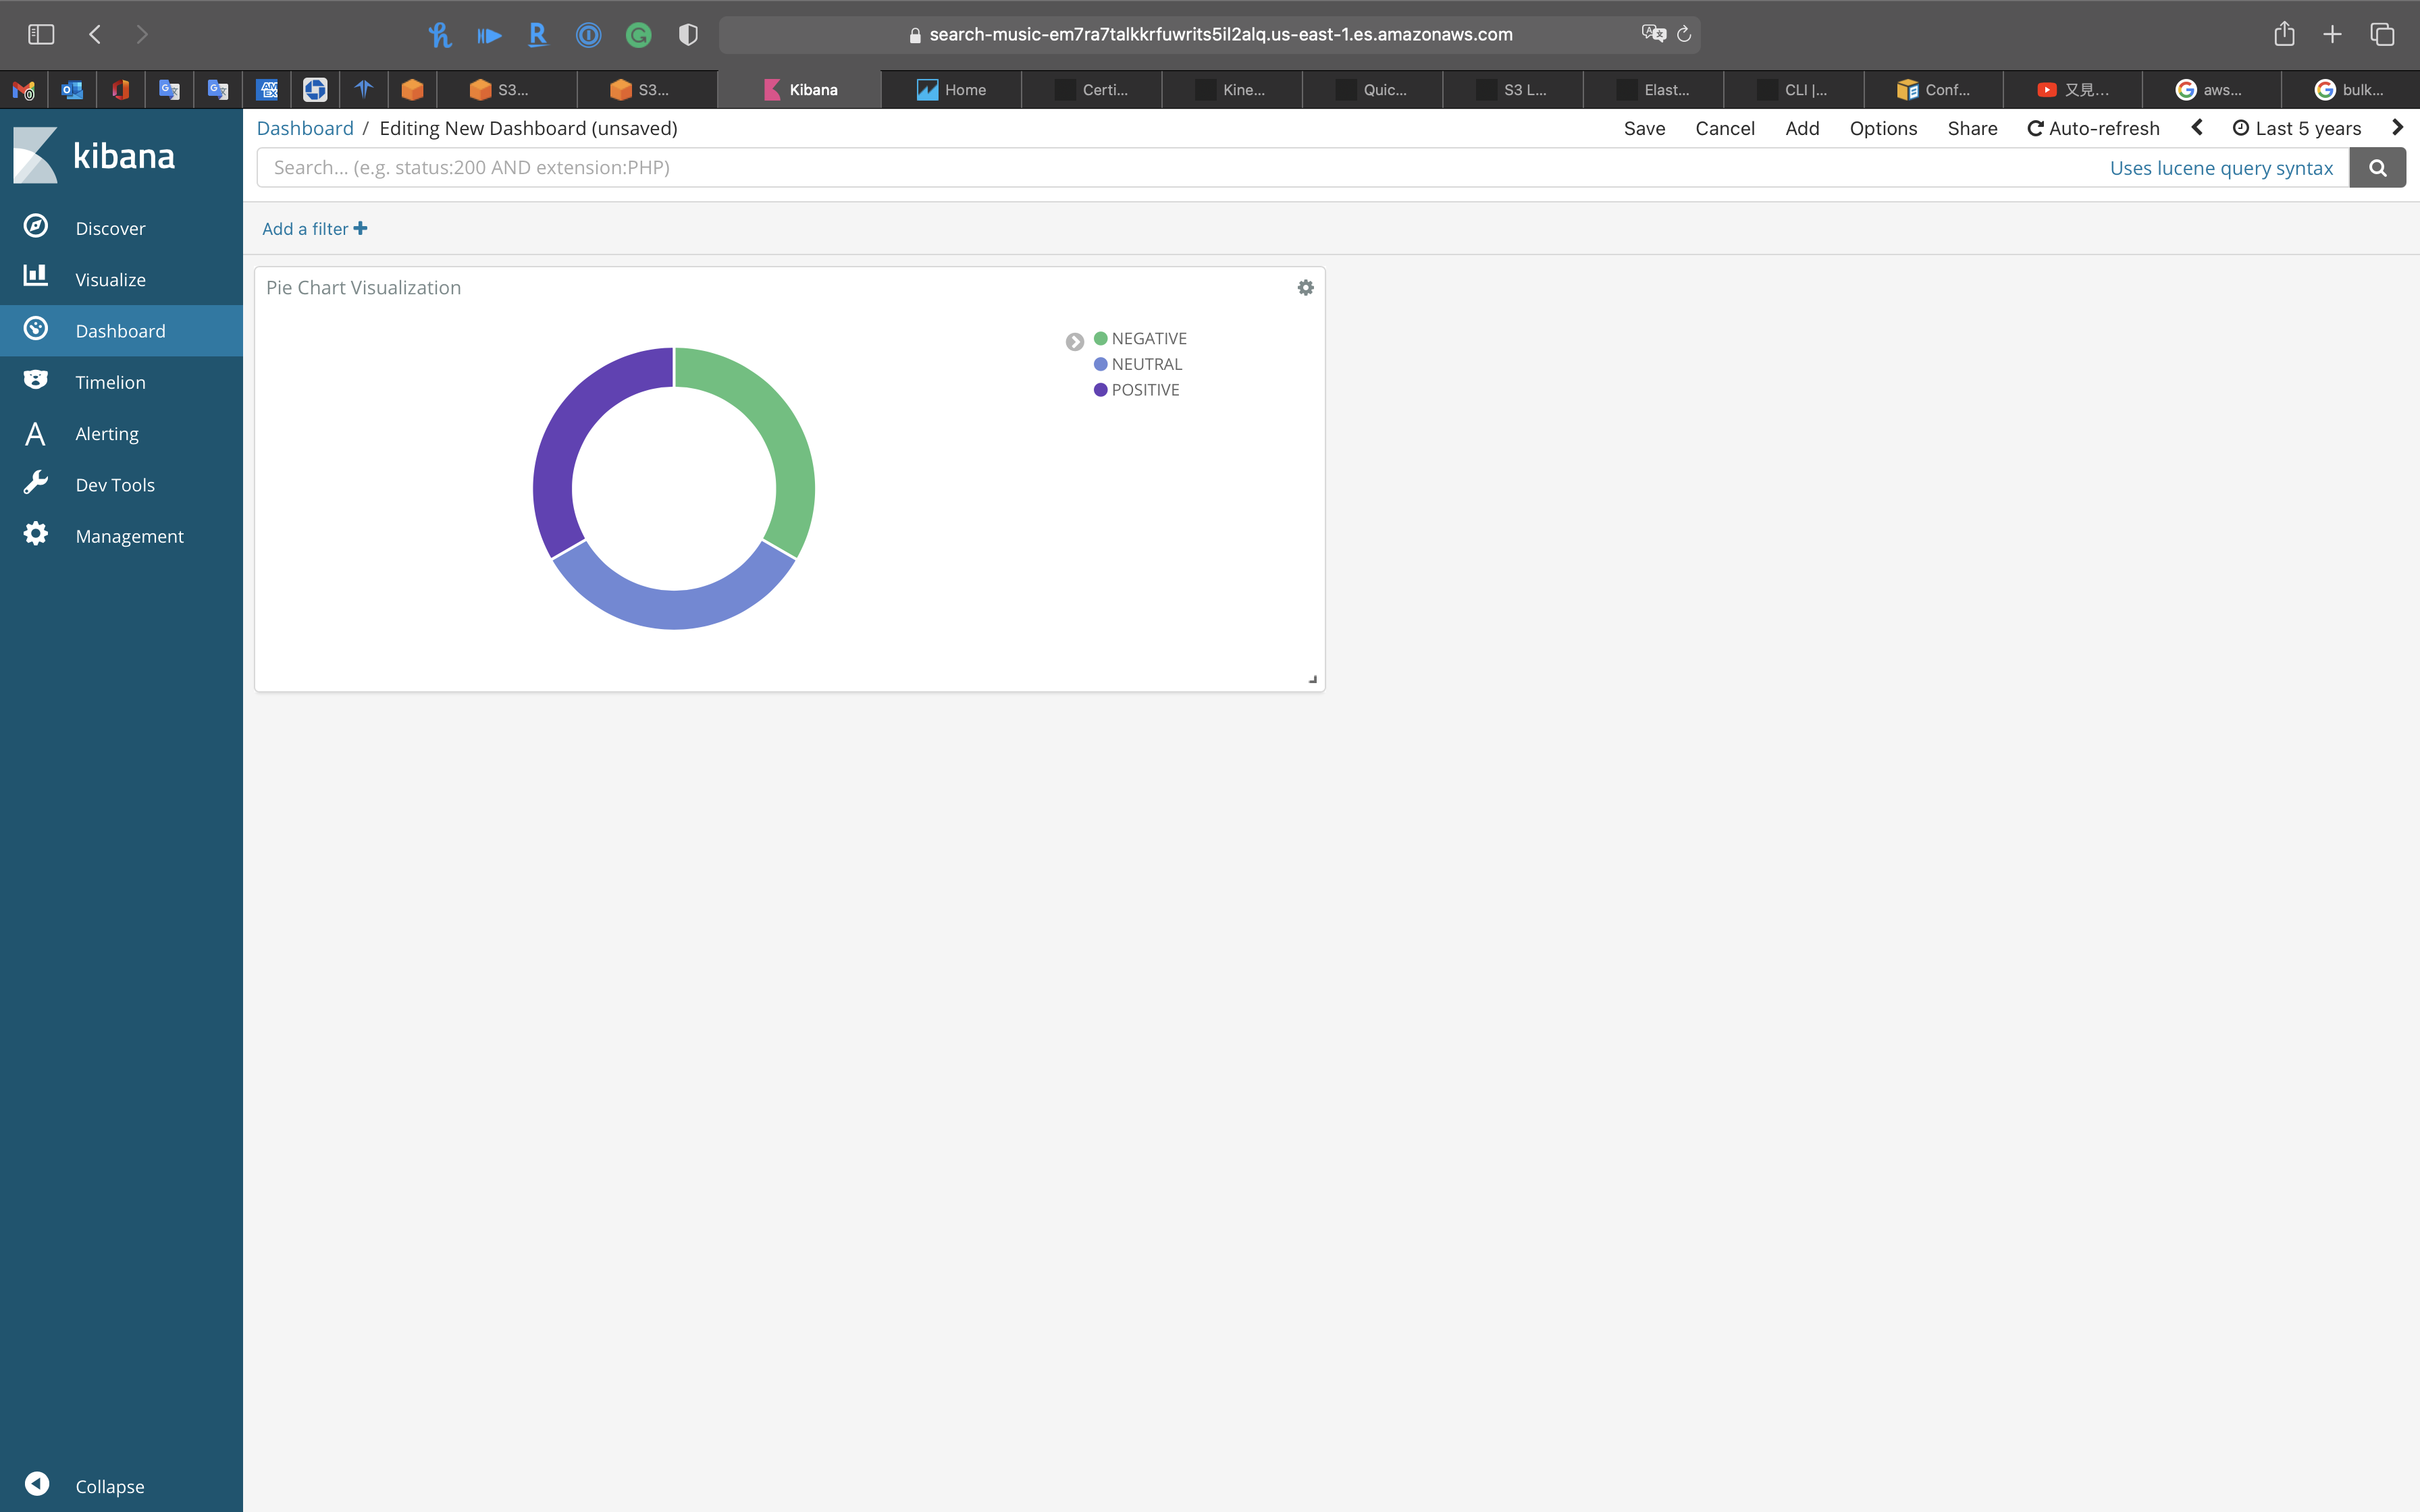 search-music-em7ra7talkkrfuwrits5il2alq.us-east-1.es.amazonaws.com
S3... S3... Kibana Home Certi... Kine... Quic... S3 L... Elast... CLI |... Conf... 又見... aws... bulk...
kibana
Discover
Visualize
Dashboard
Timelion
Alerting
Dev Tools
Management
Collapse
Dashboard / Editing New Dashboard (unsaved)
Save Cancel Add Options Share Auto-refresh Last 5 years
Search... (e.g. status:200 AND extension:PHP) Uses lucene query syntax
Add a filter
Pie Chart Visualization
NEGATIVE
NEUTRAL
POSITIVE